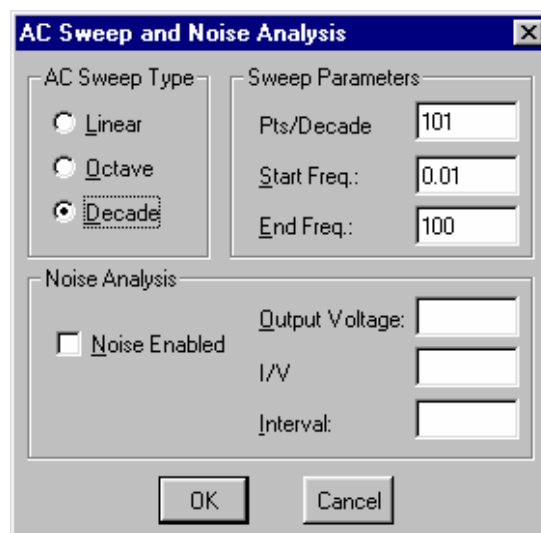 AC Sweep and Noise Analysis
AC Sweep Type
Linear
Octave
Decade
Sweep Parameters
Pts/Decade 101
Start Freq.: 0.01
End Freq.: 100
Noise Analysis
Noise Enabled
Output Voltage:
I/V
Interval:
OK Cancel